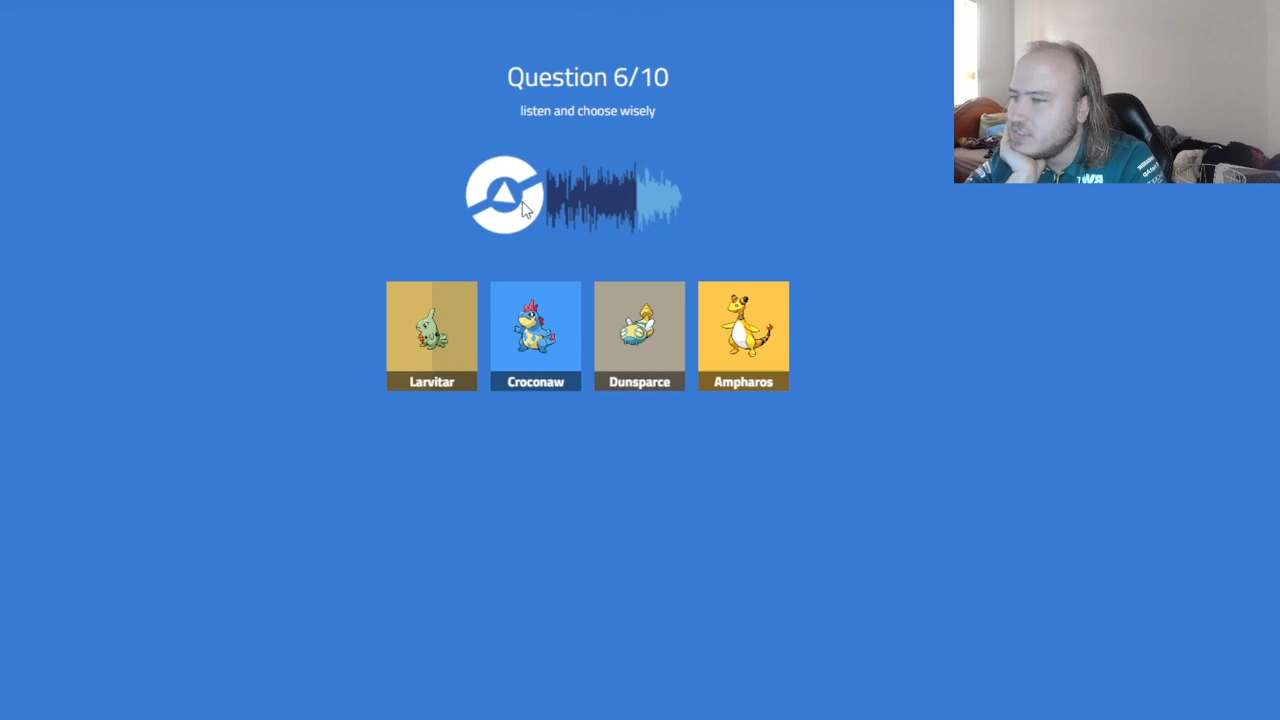 Question 6/10
listen and choose wisely
Larvitar
Croconaw
Dunsparce
Ampharos